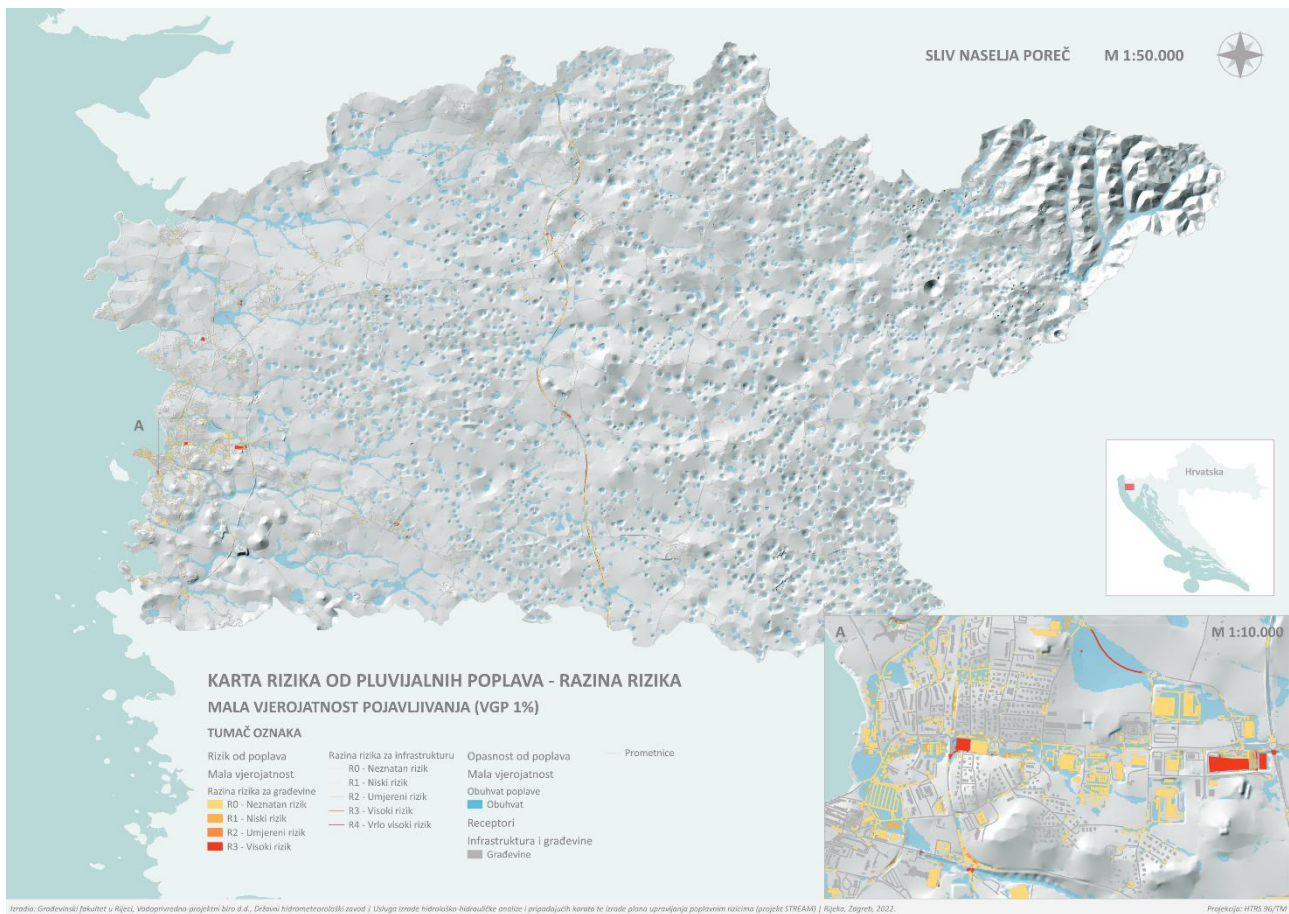 SLIV NASELJA POREČ M 1:50.000
A
Hrvatska
A M 1:10.000
KARTA RIZIKA OD PLUVIJALNIH POPLAVA - RAZINA RIZIKA
MALA VJEROJATNOST POJAVLJIVANJA (VGP 1%)
TUMAČ OZNAKA
Rizik od poplava
Mala vjerojatnost
Razina rizika za građevine
R0 - Neznatan rizik
R1 - Niski rizik
R2 - Umjereni rizik
R3 - Visoki rizik
Razina rizika za infrastrukturu
R0 - Neznatan rizik
R1 - Niski rizik
R2 - Umjereni rizik
R3 - Visoki rizik
R4 - Vrlo visoki rizik
Opasnost od poplava
Mala vjerojatnost
Obuhvat poplave
Obuhvat
Receptori
Infrastruktura i građevine
Građevine
Prometnice
Izradio: Građevinski fakultet u Rijeci, Vodoprivredno-projektni biro d.d., Državni hidrometeorološki zavod | Usluga izrade hidrološko-hidrauličke analize i pripadajućih karata te izrade plana upravljanja poplavnim rizicima (projekt STREAM) | Rijeka, Zagreb, 2022.
Projekcija: HTRS 96/TM